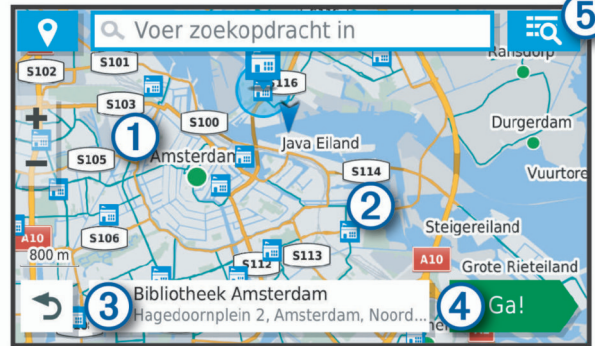 5
Voer zoekopdracht in
Ransdorp
S101
S102
116
S103
+
1
S100
Durgerdam
Java Eiland
S105
Amsterdam
S114
Vuurtore
2
Steigereiland
A10
S106
S113
A10
800 m
S112
Grote Rieteiland
3
Bibliotheek Amsterdam
4
Ga!
Hagedoornplein 2, Amsterdam, Noord...